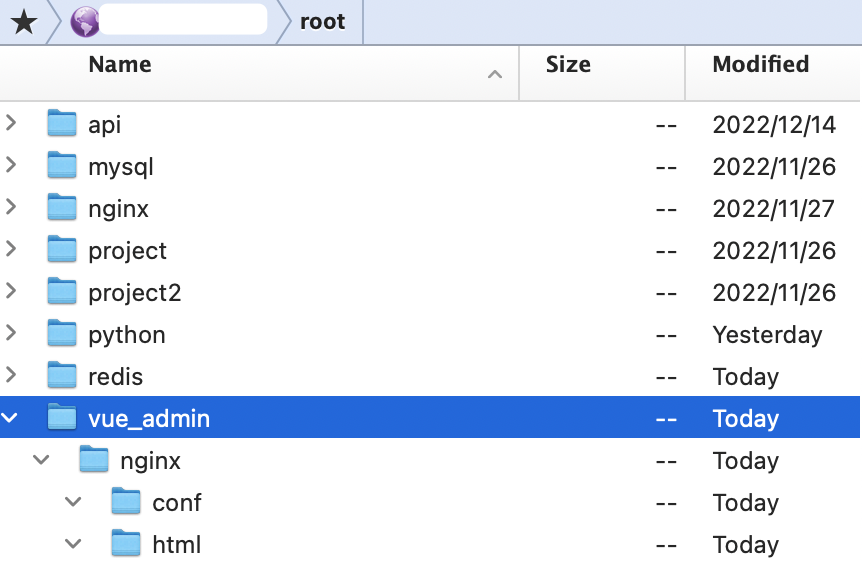 root
Name Size Modified
api -- 2022/12/14
mysql -- 2022/11/26
nginx -- 2022/11/27
project -- 2022/11/26
project2 -- 2022/11/26
python -- Yesterday
redis -- Today
vue_admin -- Today
nginx -- Today
conf -- Today
html -- Today